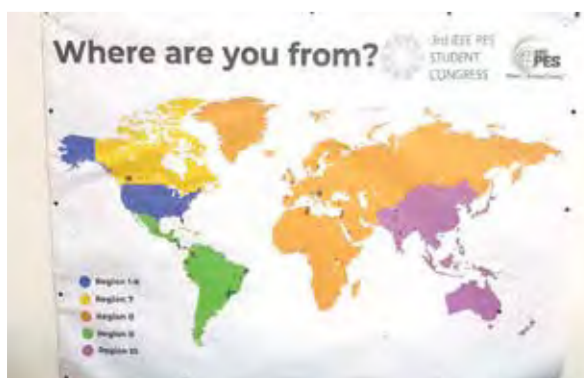 Where are you from?
3rd IEEE PES
STUDENT
CONGRESS
PES
Region 1-6
Region 7
Region 8
Region 9
Region 10